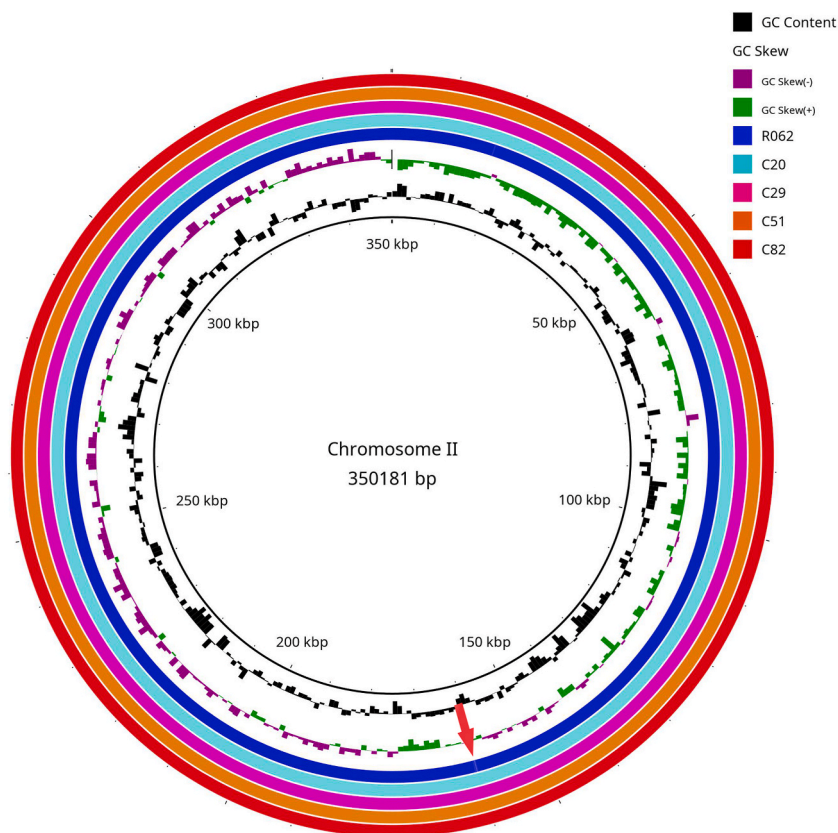 GC Content
GC Skew
GC Skew(-)
GC Skew(+)
R062
C20
C29
C51
C82
350 kbp
300 kbp
50 kbp
Chromosome II
350181 bp
250 kbp
100 kbp
200 kbp
150 kbp